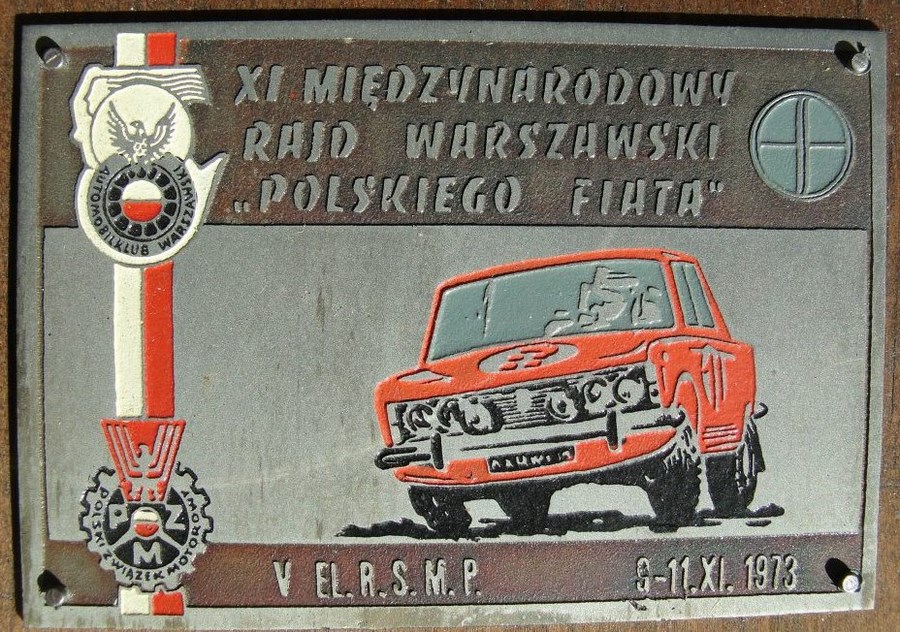 XI MIĘDZYNARODOWY
RAJD WARSZAWSKI
„POLSKIEGO FIATA"
AUTOMOBILKLUB WARSZAWSKI
PZM
POLSKI ZWIĄZEK MOTOROWY
V EL.R.S.M.P.
9-11.XI.1973